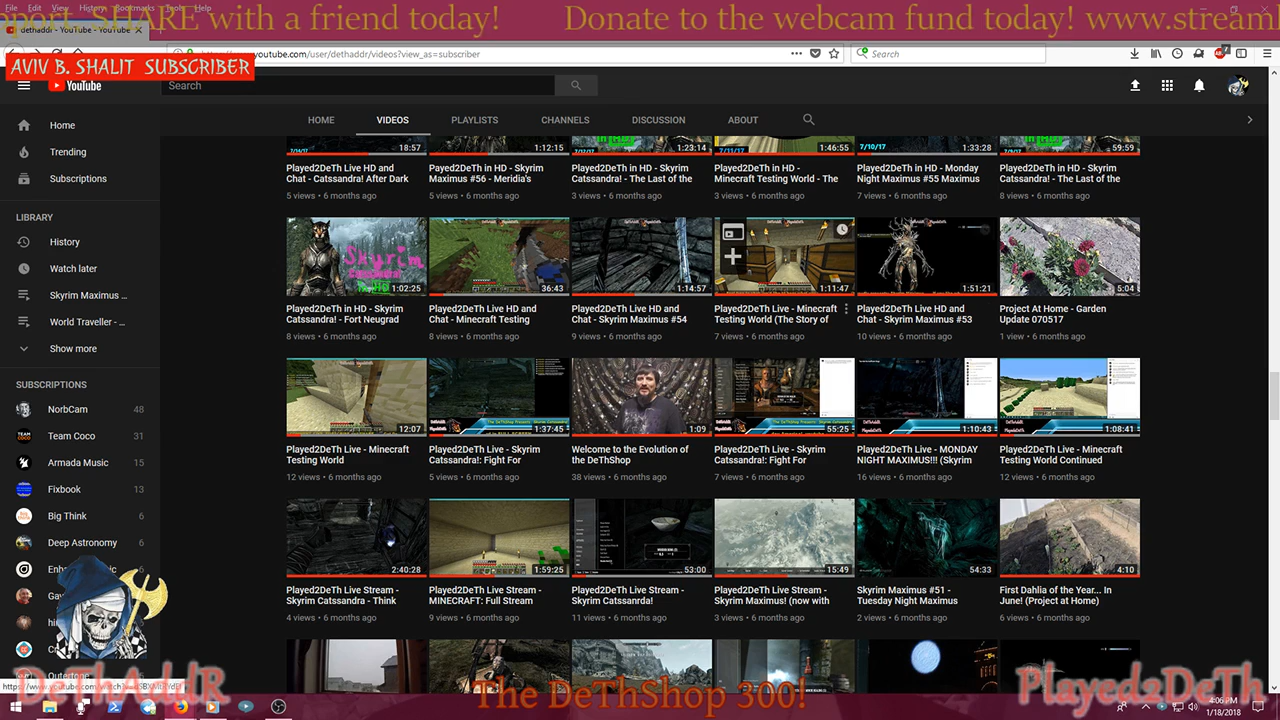 port SHARE with a friend today! Donate to the webcam fund today! www.stream
File Edit View History Bookmarks Tools Help
dethaddr - YouTube - YouTube
youtube.com/user/dethaddr/videos?view_as=subscriber
Search
AVIV B. SHALIT SUBSCRIBER
YouTube
Search
HOME VIDEOS PLAYLISTS CHANNELS DISCUSSION ABOUT
Home
Trending
Subscriptions
LIBRARY
History
Watch later
Skyrim Maximus ...
World Traveller - ...
Show more
SUBSCRIPTIONS
NorbCam 48
Team Coco 31
Armada Music 15
Fixbook 13
Big Think 6
Deep Astronomy 6
18:57 1:12:15 1:23:14 1:46:55 1:33:28 59:59
7/11/17 7/10/17
Played2DeTh Live HD and Chat - Catssandra! After Dark
5 views • 6 months ago
Payed2DeTh in HD - Skyrim Maximus #56 - Meridia's
5 views • 6 months ago
Played2DeTh in HD - Skyrim Catssandra! - The Last of the
3 views • 6 months ago
Played2DeTh in HD - Minecraft Testing World - The
3 views • 6 months ago
Played2DeTh in HD - Monday Night Maximus #55 Maximus
7 views • 6 months ago
Played2DeTh in HD - Skyrim Catssandra! - The Last of the
8 views • 6 months ago
Skyrim
Catssandra!
in HD
1:02:25 36:43 1:14:57 1:11:47 1:51:21 5:04
Played2DeTh in HD - Skyrim Catssandra! - Fort Neugrad
8 views • 6 months ago
Played2DeTh Live HD and Chat - Minecraft Testing
8 views • 6 months ago
Played2DeTh Live HD and Chat - Skyrim Maximus #54
9 views • 6 months ago
Played2DeTh Live - Minecraft Testing World (The Story of
7 views • 6 months ago
Played2DeTh Live HD and Chat - Skyrim Maximus #53
10 views • 6 months ago
Project At Home - Garden Update 070517
1 view • 6 months ago
12:07 1:37:45 1:09 55:25 1:10:43 1:08:41
Played2DeTh Live - Minecraft Testing World
12 views • 6 months ago
Played2DeTh Live - Skyrim Catssandra!: Fight For
5 views • 6 months ago
Welcome to the Evolution of the DeThShop
38 views • 6 months ago
Played2DeTh Live - Skyrim Catssandra!: Fight For
7 views • 6 months ago
Played2DeTh Live - MONDAY NIGHT MAXIMUS!!! (Skyrim
16 views • 6 months ago
Played2DeTh Live - Minecraft Testing World Continued
12 views • 6 months ago
2:40:28 1:59:25 53:00 15:49 54:33 4:10
Played2DeTh Live Stream - Skyrim Catssandra - Think
4 views • 6 months ago
Played2DeTh Live Stream - MINECRAFT: Full Stream
9 views • 6 months ago
Played2DeTh Live Stream - Skyrim Catssanrda!
11 views • 6 months ago
Played2DeTh Live Stream - Skyrim Maximus! (now with
3 views • 6 months ago
Skyrim Maximus #51 - Tuesday Night Maximus
2 views • 6 months ago
First Dahlia of the Year... In June! (Project at Home)
6 views • 6 months ago
DeThAddR
The DeThShop 300!
Played2Death
4:06 PM
1/18/2018